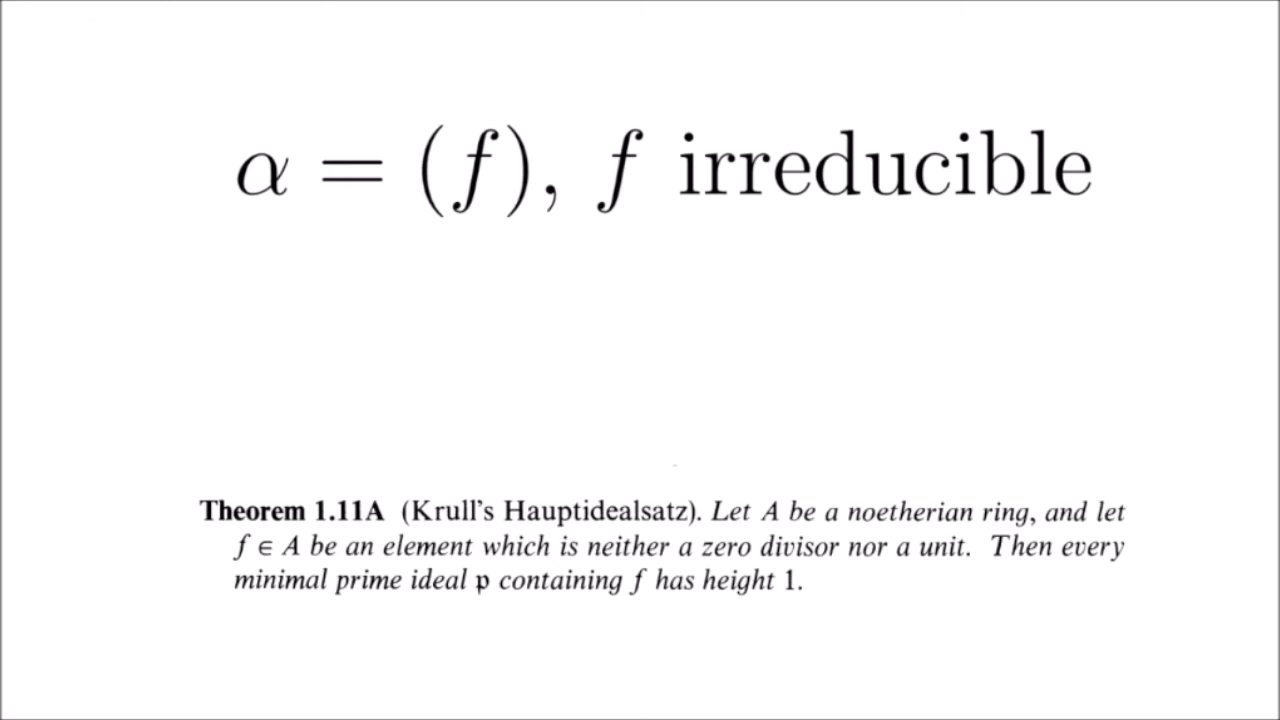 α = (f), f irreducible
Theorem 1.11A (Krull's Hauptidealsatz). Let A be a noetherian ring, and let
f ∈ A be an element which is neither a zero divisor nor a unit. Then every
minimal prime ideal 𝔭 containing f has height 1.